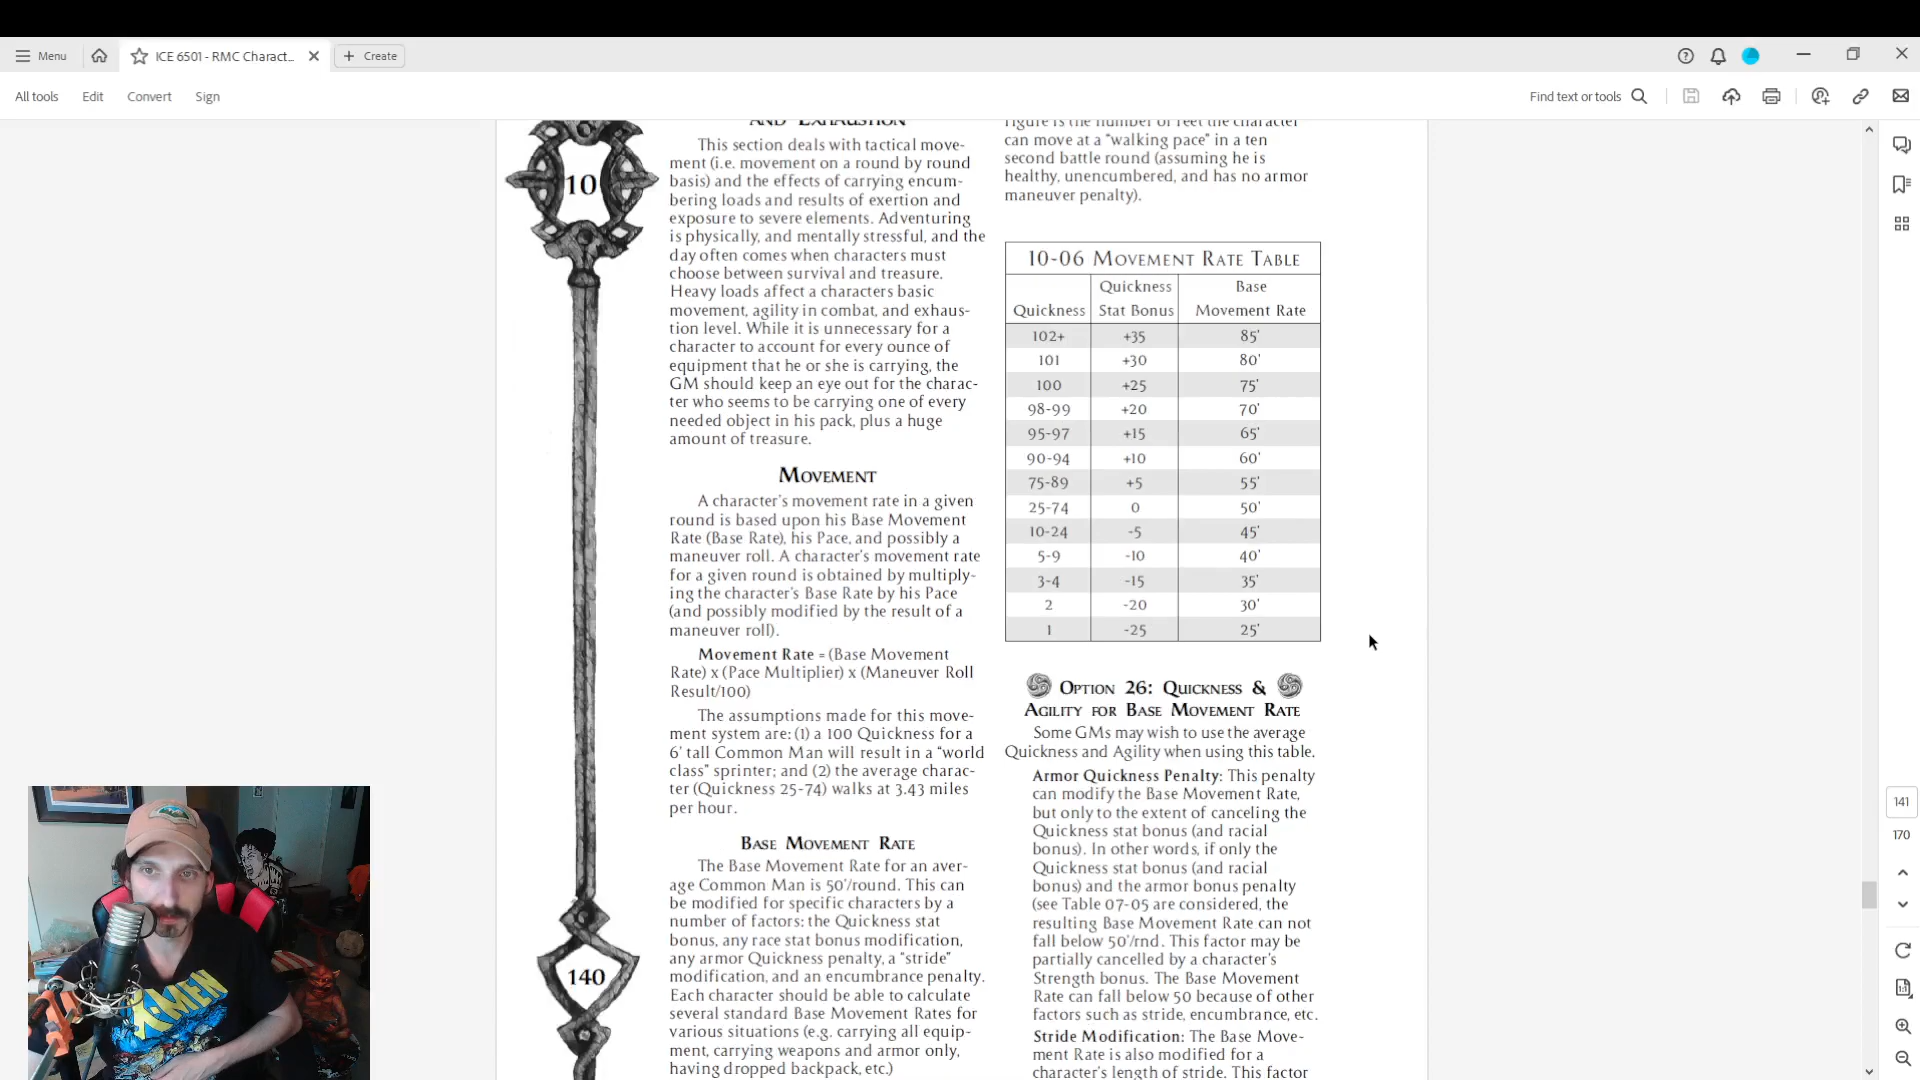 Menu
ICE 6501 - RMC Charact...
Create
All tools
Edit
Convert
Sign
Find text or tools
AND EXHAUSTION
10
This section deals with tactical move-
ment (i.e. movement on a round by round
basis) and the effects of carrying encum-
bering loads and results of exertion and
exposure to severe elements. Adventuring
is physically, and mentally stressful, and the
day often comes when characters must
choose between survival and treasure.
Heavy loads affect a characters basic
movement, agility in combat, and exhaus-
tion level. While it is unnecessary for a
character to account for every ounce of
equipment that he or she is carrying, the
GM should keep an eye out for the charac-
ter who seems to be carrying one of every
needed object in his pack, plus a huge
amount of treasure.
MOVEMENT
A character's movement rate in a given
round is based upon his Base Movement
Rate (Base Rate), his Pace, and possibly a
maneuver roll. A character's movement rate
for a given round is obtained by multiply-
ing the character's Base Rate by his Pace
(and possibly modified by the result of a
maneuver roll).
Movement Rate = (Base Movement
Rate) x (Pace Multiplier) x (Maneuver Roll
Result/100)
The assumptions made for this move-
ment system are: (1) a 100 Quickness for a
6' tall Common Man will result in a "world
class" sprinter; and (2) the average charac-
ter (Quickness 25-74) walks at 3.43 miles
per hour.
BASE MOVEMENT RATE
The Base Movement Rate for an aver-
age Common Man is 50'/round. This can
be modified for specific characters by a
number of factors: the Quickness stat
bonus, any race stat bonus modification,
any armor Quickness penalty, a "stride"
modification, and an encumbrance penalty.
Each character should be able to calculate
several standard Base Movement Rates for
various situations (e.g. carrying all equip-
ment, carrying weapons and armor only,
having dropped backpack, etc.)
140
figure is the number of feet the character
can move at a "walking pace" in a ten
second battle round (assuming he is
healthy, unencumbered, and has no armor
maneuver penalty).
10-06 MOVEMENT RATE TABLE
Quickness Base
Quickness Stat Bonus Movement Rate
102+ +35 85'
101 +30 80'
100 +25 75'
98-99 +20 70'
95-97 +15 65'
90-94 +10 60'
75-89 +5 55'
25-74 0 50'
10-24 -5 45'
5-9 -10 40'
3-4 -15 35'
2 -20 30'
1 -25 25'
OPTION 26: QUICKNESS &
AGILITY FOR BASE MOVEMENT RATE
Some GMs may wish to use the average
Quickness and Agility when using this table.
Armor Quickness Penalty: This penalty
can modify the Base Movement Rate,
but only to the extent of canceling the
Quickness stat bonus (and racial
bonus). In other words, if only the
Quickness stat bonus (and racial
bonus) and the armor bonus penalty
(see Table 07-05 are considered, the
resulting Base Movement Rate can not
fall below 50'/rnd. This factor may be
partially cancelled by a character's
Strength bonus. The Base Movement
Rate can fall below 50 because of other
factors such as stride, encumbrance, etc.
Stride Modification: The Base Move-
ment Rate is also modified for a
character's length of stride. This factor
141
170
X-MEN